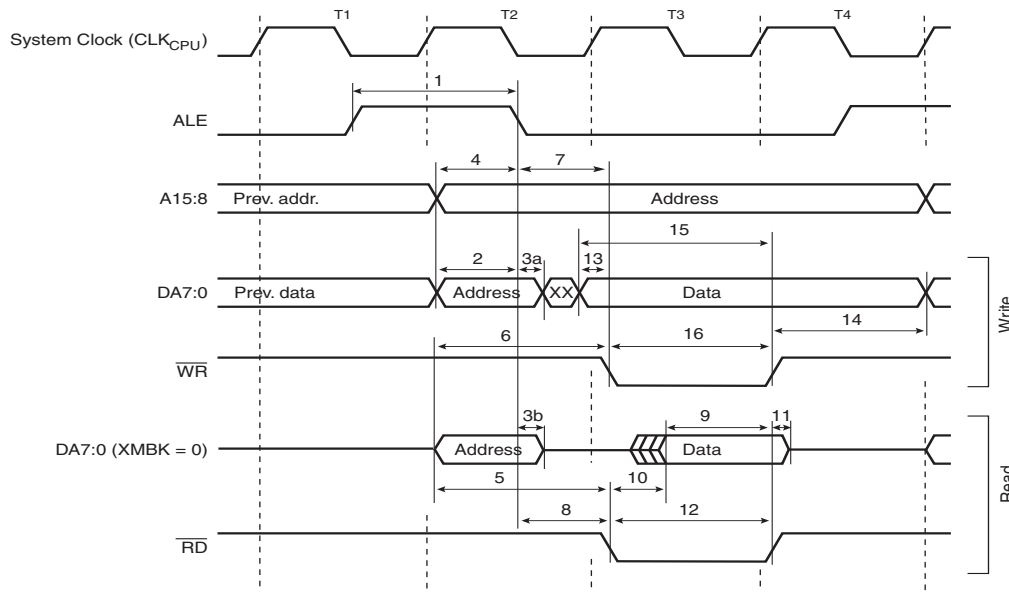 T1 T2 T3 T4
System Clock (CLKCPU)
1
ALE
4 7
A15:8 Prev. addr. Address
15
2 3a 13
DA7:0 Prev. data Address XX Data
14
6 16
WR
Write
3b 9 11
DA7:0 (XMBK = 0) Address Data
5 10
8 12
RD
Read